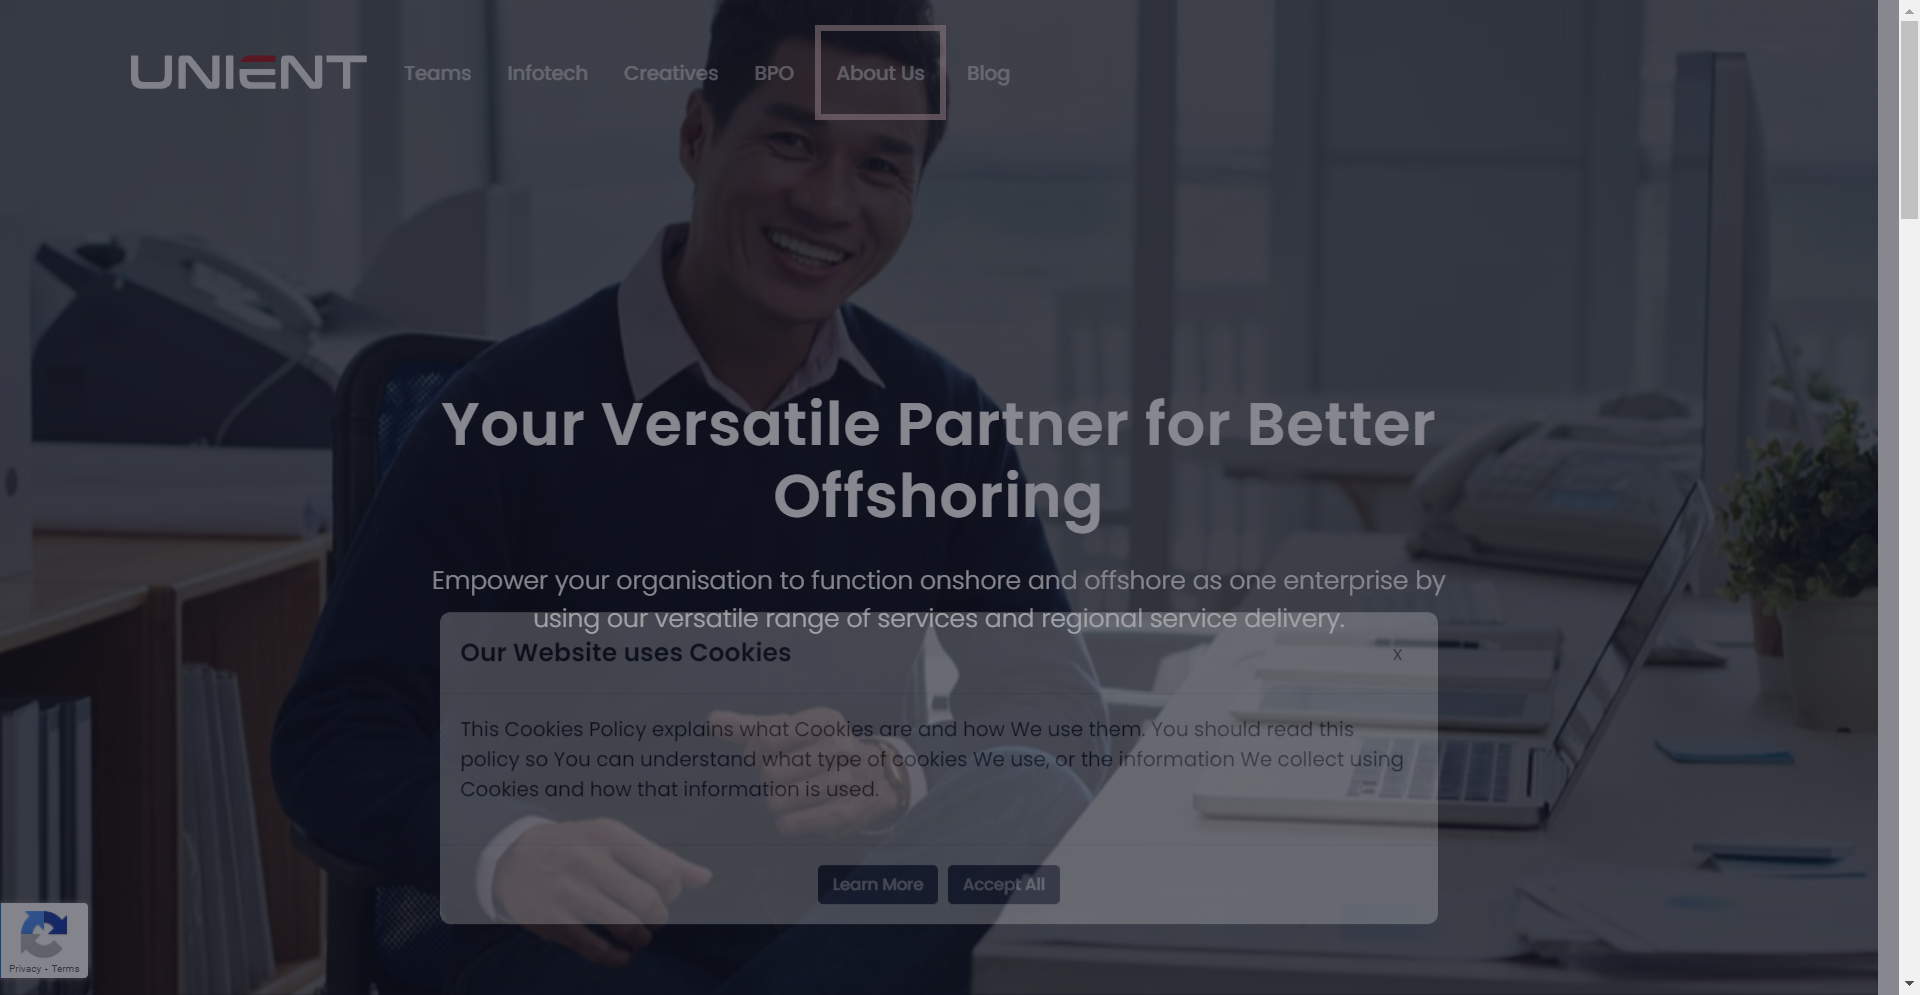 UNIENT
Teams
Infotech
Creatives
BPO
About Us
Blog
Your Versatile Partner for Better
Offshoring
Empower your organisation to function onshore and offshore as one enterprise by
using our versatile range of services and regional service delivery.
Our Website uses Cookies
x
This Cookies Policy explains what Cookies are and how We use them. You should read this
policy so You can understand what type of cookies We use, or the information We collect using
Cookies and how that information is used.
Learn More
Accept All
Privacy - Terms